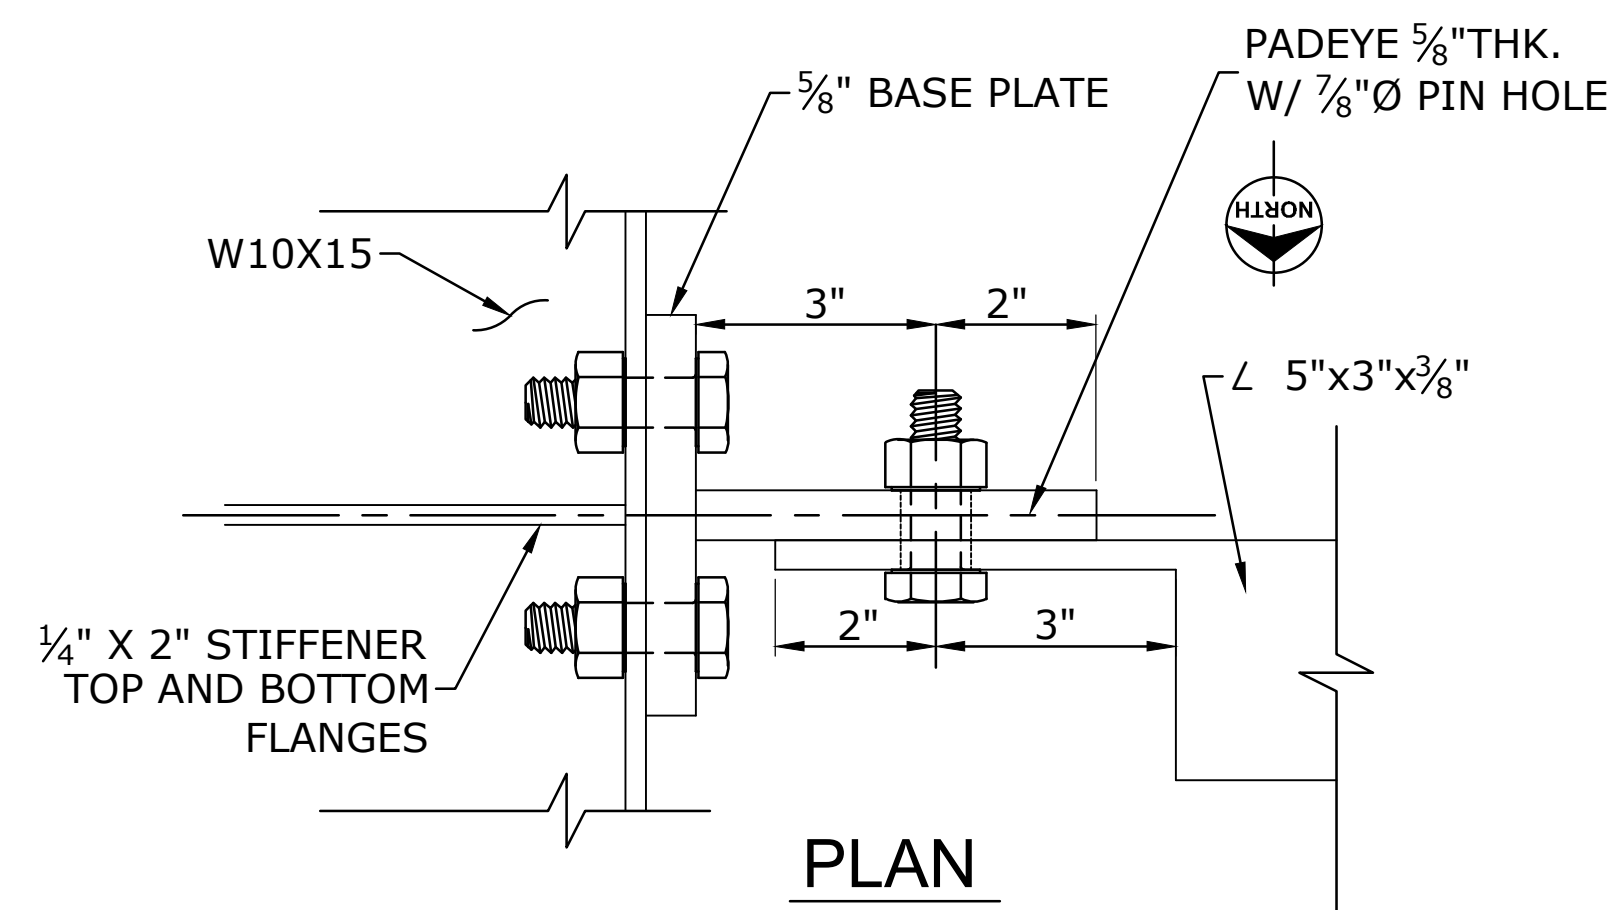 PADEYE ⅝"THK.
W/ ⅞"Ø PIN HOLE
⅝" BASE PLATE
NORTH
W10X15
3"
2"
∠ 5"x3"x⅜"
2"
3"
¼" X 2" STIFFENER
TOP AND BOTTOM
FLANGES
PLAN